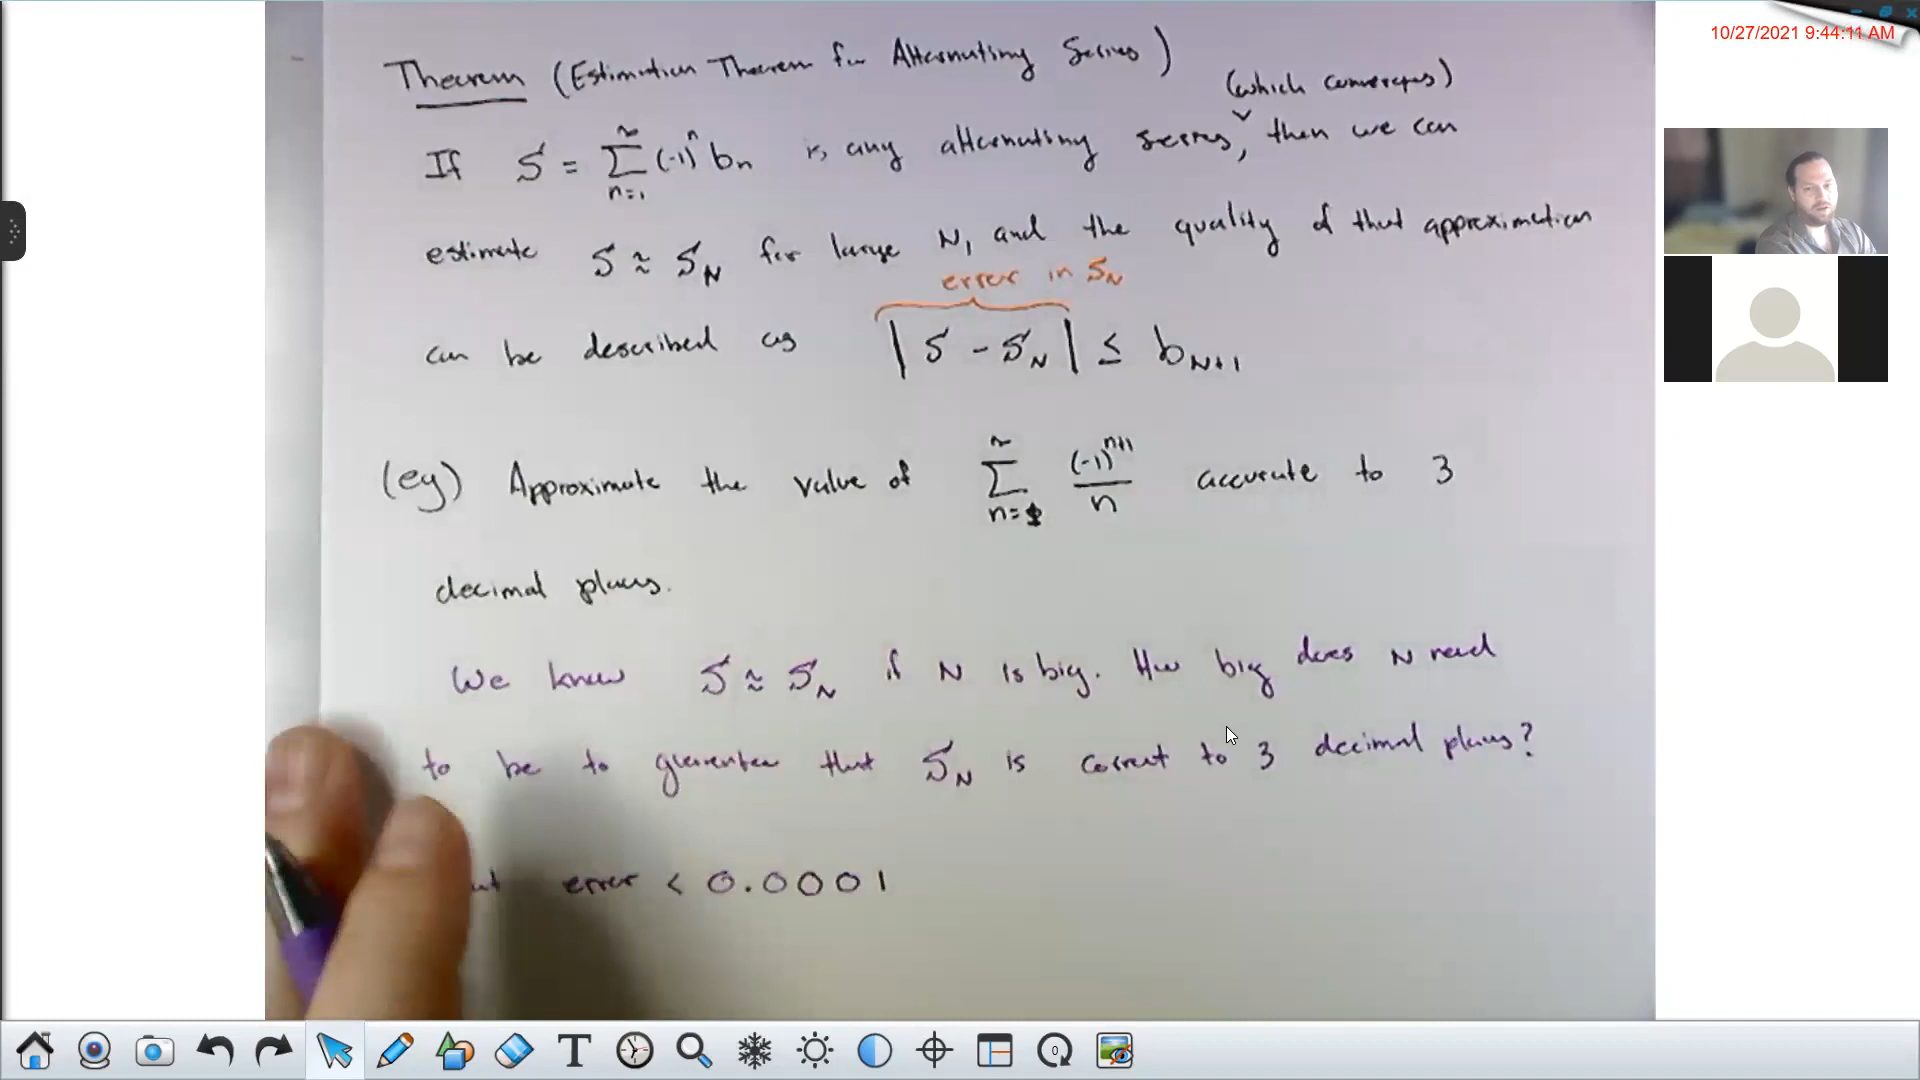 10/27/2021 9:44:11 AM
Theorem (Estimation Theorem for Alternating Series)
(which converges)
If S = ∑_{n=1}^{∞} (-1)^n b_n is any alternating series, then we can
estimate S ≈ S_N for large N, and the quality of that approximation
error in S_N
can be described as |S - S_N| ≤ b_{N+1}
(eg) Approximate the value of ∑_{n=1}^{∞} (-1)^{n+1}/n accurate to 3
decimal places.
We know S ≈ S_N if N is big. How big does N need
to be to guarantee that S_N is correct to 3 decimal places?
error < 0.0001
T
0